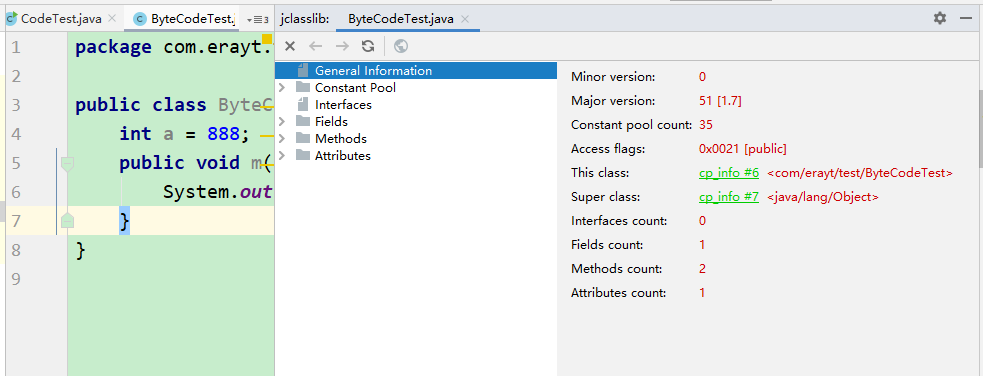 CodeTest.java
ByteCodeTest.j
3
jclasslib:
ByteCodeTest.java
1 package com.erayt.
2
3 public class ByteC
4 int a = 888;
5 public void m(
6 System.out
7 }
8 }
9
General Information
Constant Pool
Interfaces
Fields
Methods
Attributes
Minor version: 0
Major version: 51 [1.7]
Constant pool count: 35
Access flags: 0x0021 [public]
This class: cp_info #6 <com/erayt/test/ByteCodeTest>
Super class: cp_info #7 <java/lang/Object>
Interfaces count: 0
Fields count: 1
Methods count: 2
Attributes count: 1